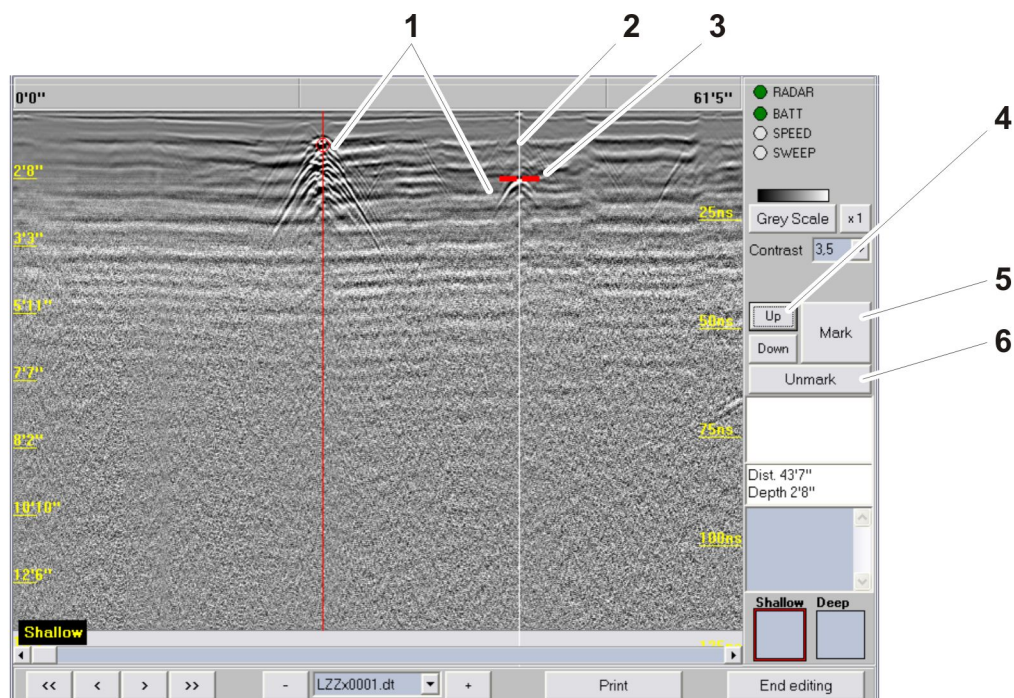 1
2
3
4
5
6
0'0"
61'5"
RADAR
BATT
SPEED
SWEEP
2'8"
25ns
Grey Scale
x1
3'3"
Contrast
3,5
5'11"
50ns
Up
Mark
Down
7'7"
Unmark
8'2"
75ns
Dist. 43'7"
Depth 2'8"
10'10"
100ns
12'6"
Shallow
Deep
Shallow
<<
<
>
>>
-
LZZx0001.dt
+
Print
End editing